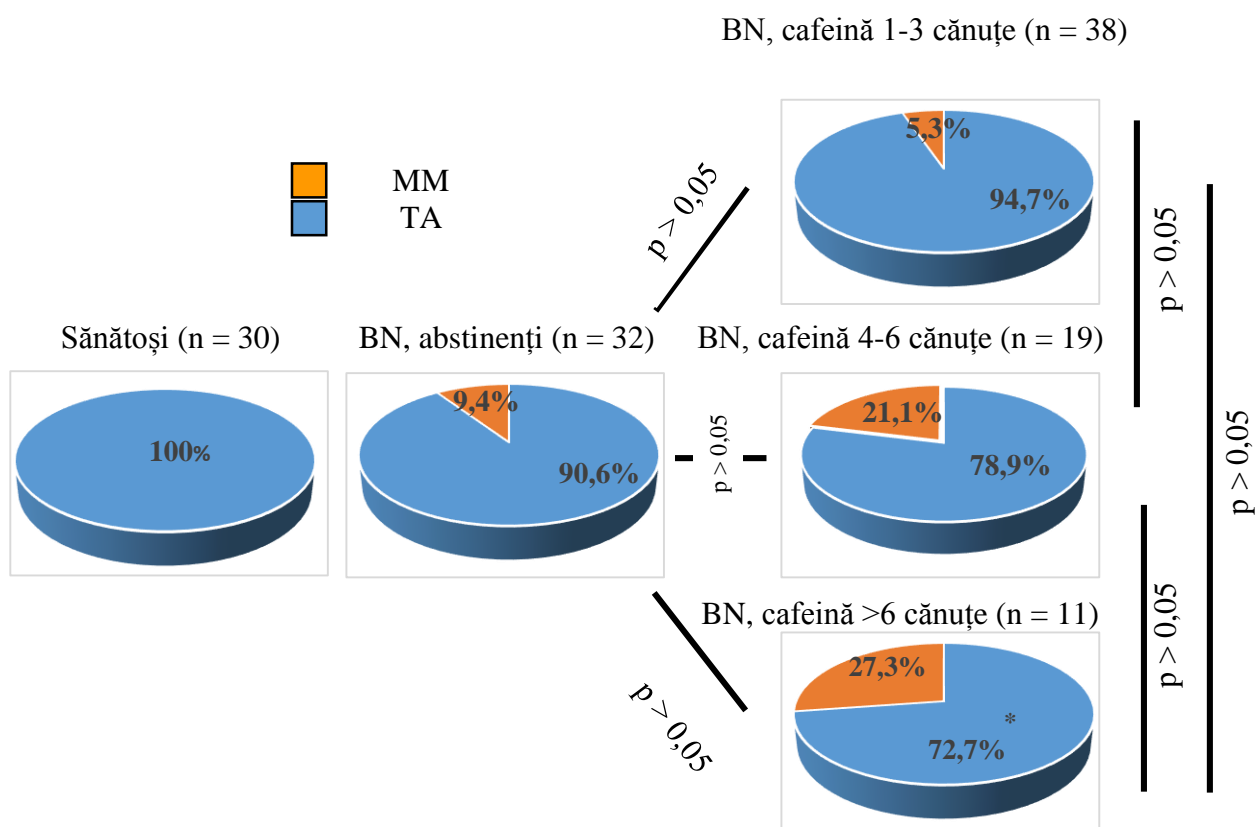 BN, cafeină 1-3 cănuțe (n = 38)
5,3%
94,7%
MM
TA
p > 0,05
p > 0,05
p > 0,05
Sănătoși (n = 30)
BN, abstinenți (n = 32)
BN, cafeină 4-6 cănuțe (n = 19)
100%
9,4%
90,6%
p > 0,05
21,1%
78,9%
BN, cafeină >6 cănuțe (n = 11)
p > 0,05
p > 0,05
27,3%
*
72,7%